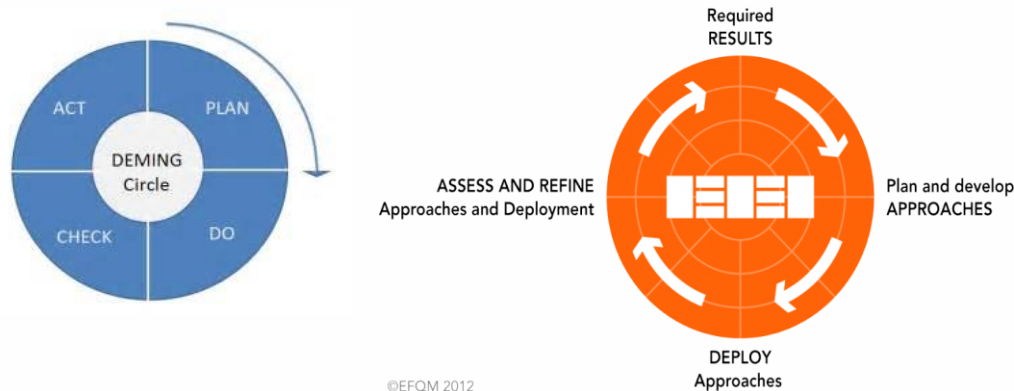 ACT
PLAN
DEMING
Circle
CHECK
DO
Required
RESULTS
ASSESS AND REFINE
Approaches and Deployment
Plan and develop
APPROACHES
DEPLOY
Approaches
©EFQM 2012